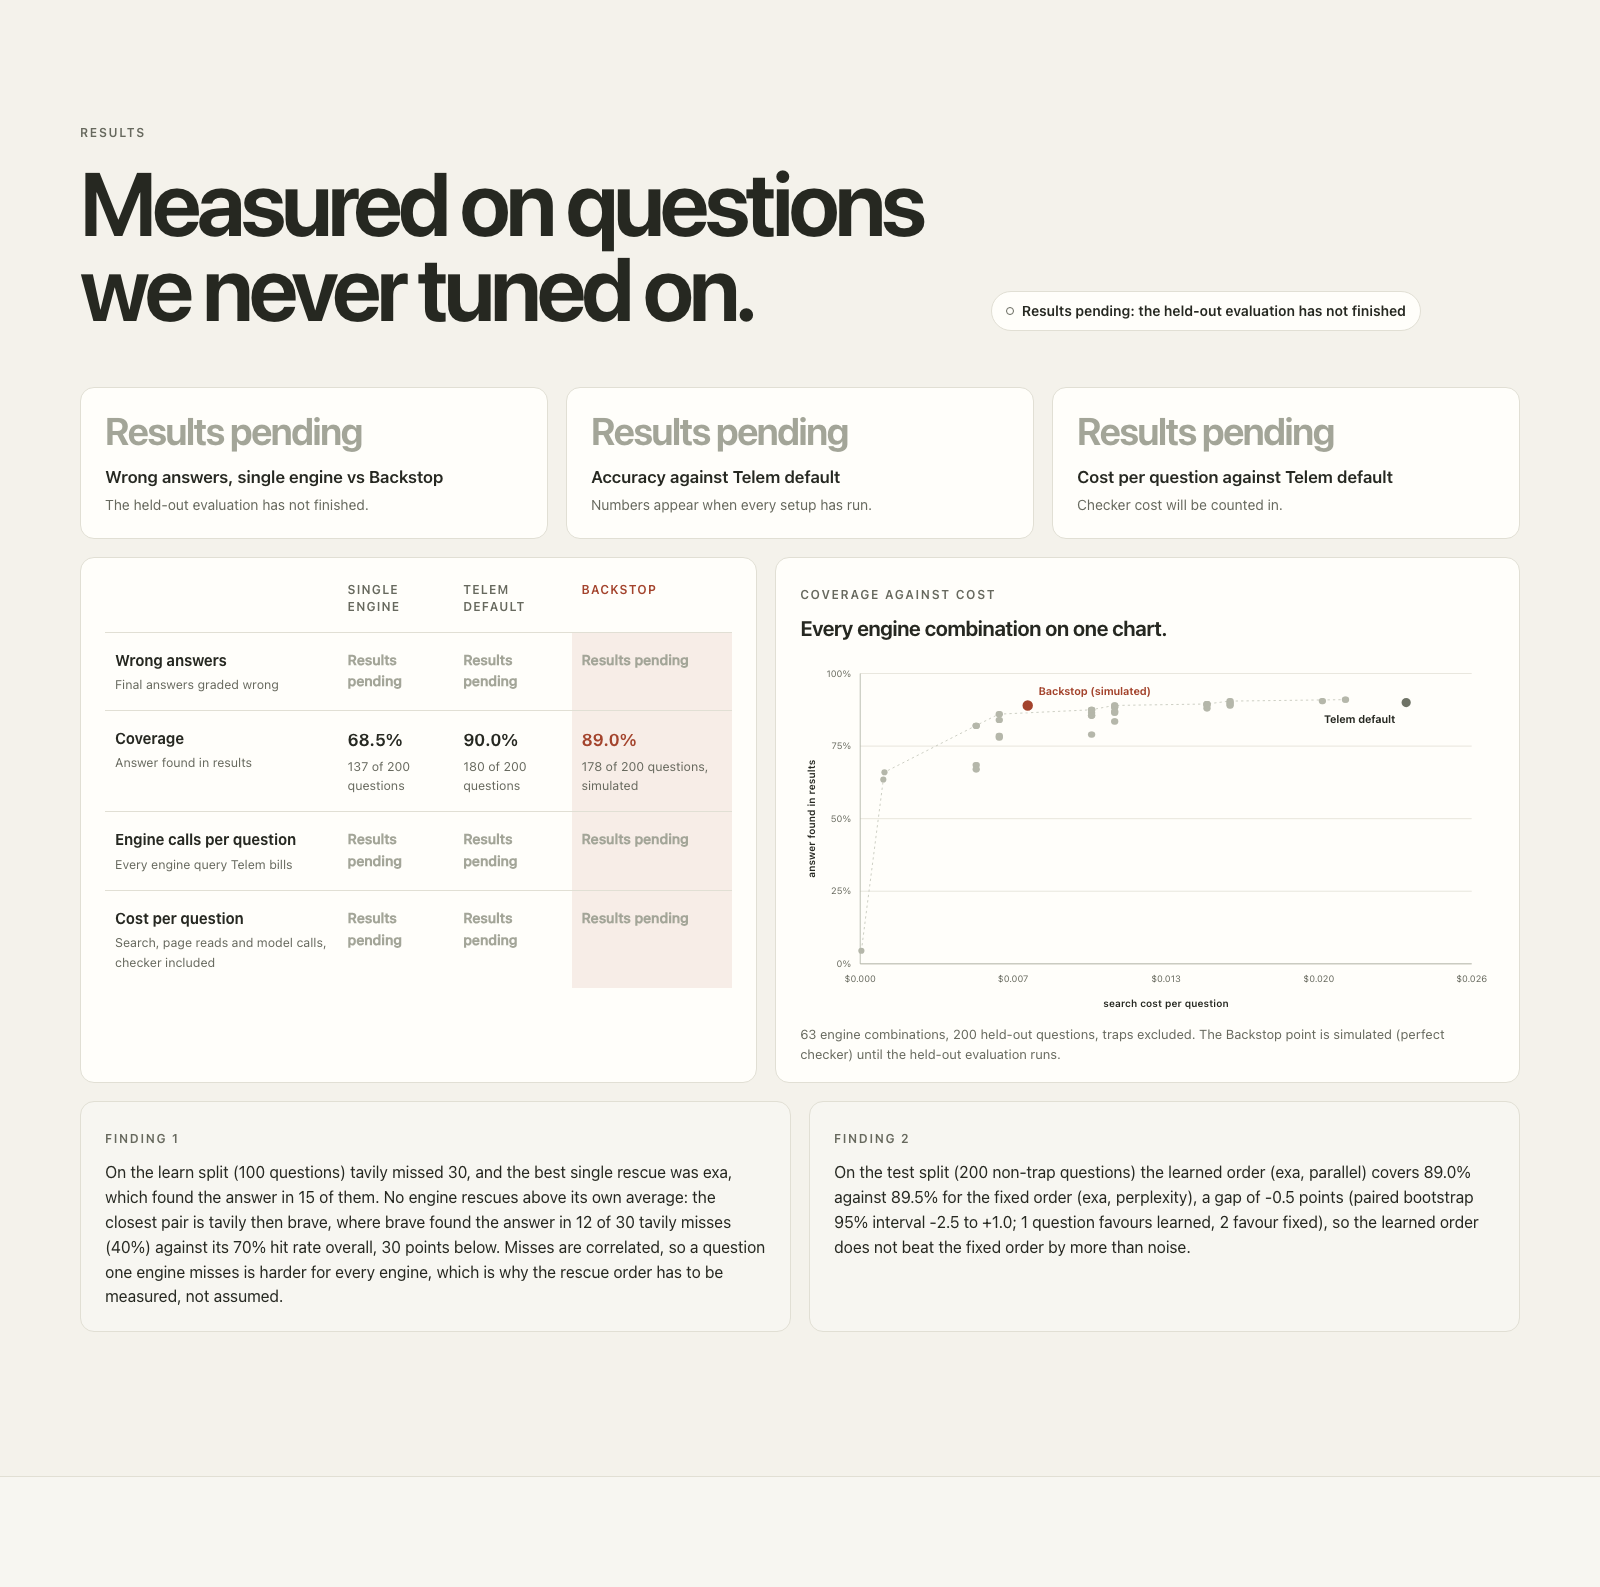 RESULTS
Measured on questions
we never tuned on.
Results pending: the held-out evaluation has not finished
Results pending
Wrong answers, single engine vs Backstop
The held-out evaluation has not finished.
Results pending
Accuracy against Telem default
Numbers appear when every setup has run.
Results pending
Cost per question against Telem default
Checker cost will be counted in.
SINGLE
ENGINE
TELEM
DEFAULT
BACKSTOP
Wrong answers
Final answers graded wrong
Results
pending
Results
pending
Results pending
Coverage
Answer found in results
68.5%
137 of 200
questions
90.0%
180 of 200
questions
89.0%
178 of 200 questions,
simulated
Engine calls per question
Every engine query Telem bills
Results
pending
Results
pending
Results pending
Cost per question
Search, page reads and model calls,
checker included
Results
pending
Results
pending
Results pending
COVERAGE AGAINST COST
Every engine combination on one chart.
100%
75%
50%
25%
0%
answer found in results
Backstop (simulated)
Telem default
$0.000
$0.007
$0.013
$0.020
$0.026
search cost per question
63 engine combinations, 200 held-out questions, traps excluded. The Backstop point is simulated (perfect
checker) until the held-out evaluation runs.
FINDING 1
On the learn split (100 questions) tavily missed 30, and the best single rescue was exa,
which found the answer in 15 of them. No engine rescues above its own average: the
closest pair is tavily then brave, where brave found the answer in 12 of 30 tavily misses
(40%) against its 70% hit rate overall, 30 points below. Misses are correlated, so a question
one engine misses is harder for every engine, which is why the rescue order has to be
measured, not assumed.
FINDING 2
On the test split (200 non-trap questions) the learned order (exa, parallel) covers 89.0%
against 89.5% for the fixed order (exa, perplexity), a gap of -0.5 points (paired bootstrap
95% interval -2.5 to +1.0; 1 question favours learned, 2 favour fixed), so the learned order
does not beat the fixed order by more than noise.